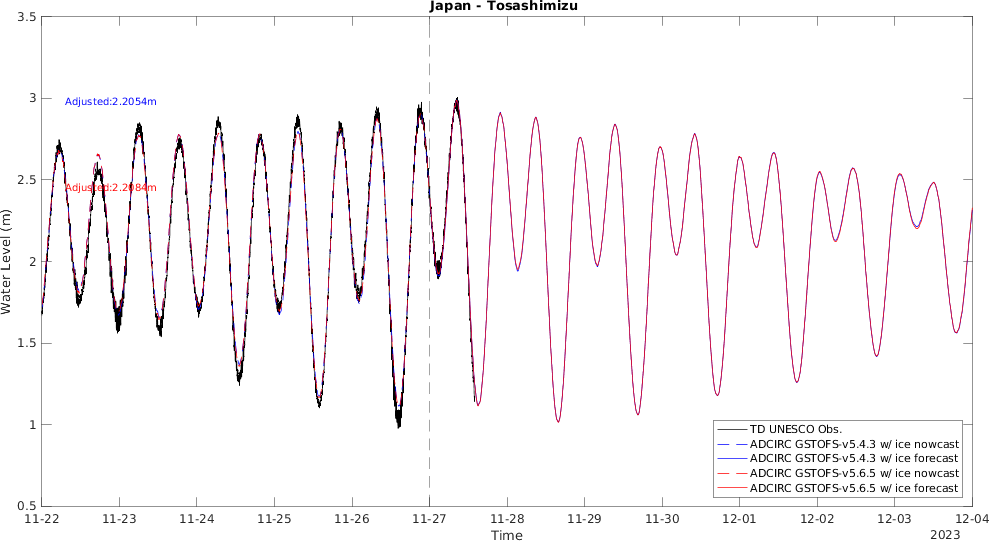 Japan - Tosashimizu
3.5
3
2.5
2
1.5
1
0.5
Water Level (m)
Adjusted:2.2054m
Adjusted:2.2084m
TD UNESCO Obs.
ADCIRC GSTOFS-v5.4.3 w/ ice nowcast
ADCIRC GSTOFS-v5.4.3 w/ ice forecast
ADCIRC GSTOFS-v5.6.5 w/ ice nowcast
ADCIRC GSTOFS-v5.6.5 w/ ice forecast
11-22 11-23 11-24 11-25 11-26 11-27 11-28 11-29 11-30 12-01 12-02 12-03 12-04
Time
2023